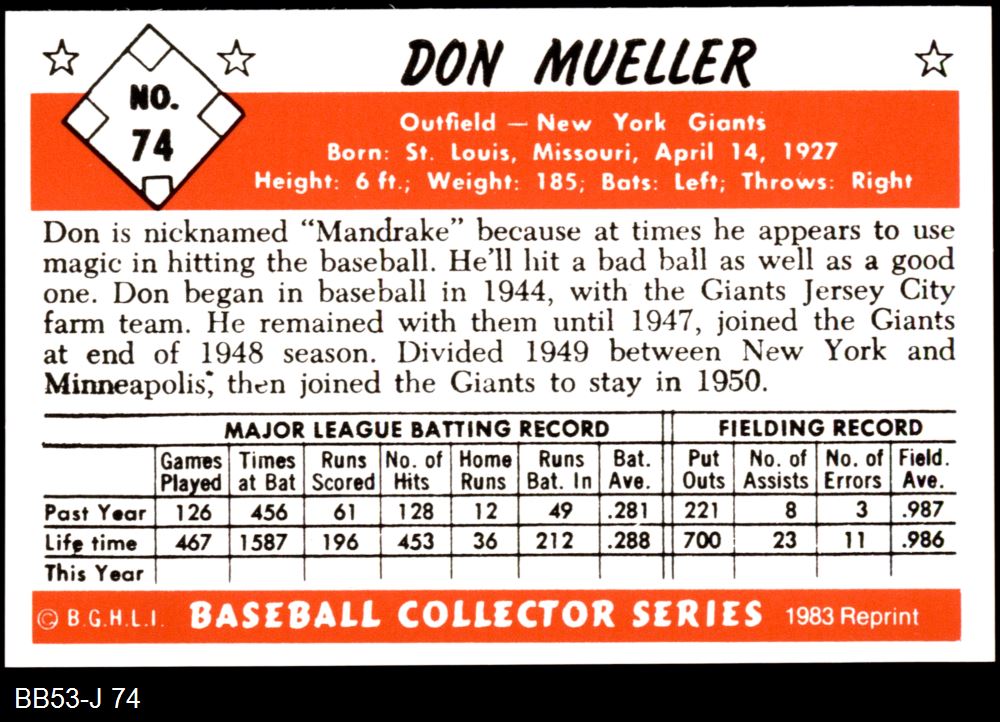 DON MUELLER
NO.
74
Outfield — New York Giants
Born: St. Louis, Missouri, April 14, 1927
Height: 6 ft.; Weight: 185; Bats: Left; Throws: Right
Don is nicknamed “Mandrake” because at times he appears to use
magic in hitting the baseball. He’ll hit a bad ball as well as a good
one. Don began in baseball in 1944, with the Giants Jersey City
farm team. He remained with them until 1947, joined the Giants
at end of 1948 season. Divided 1949 between New York and
Minneapolis; then joined the Giants to stay in 1950.
MAJOR LEAGUE BATTING RECORD FIELDING RECORD
Games Times Runs No. of Home Runs Bat. Put No. of No. of Field.
Played at Bat Scored Hits Runs Bat. In Ave. Outs Assists Errors Ave.
Past Year 126 456 61 128 12 49 .281 221 8 3 .987
Life time 467 1587 196 453 36 212 .288 700 23 11 .986
This Year
© B.G.H.L.I. BASEBALL COLLECTOR SERIES 1983 Reprint
BB53-J 74